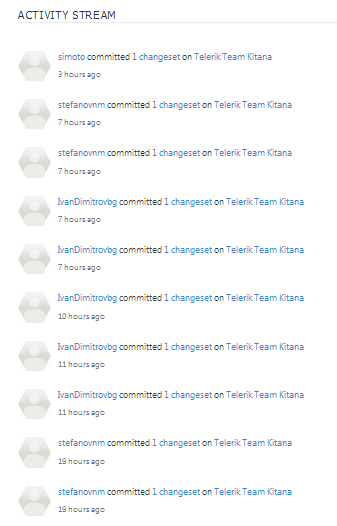 ACTIVITY STREAM
simoto committed 1 changeset on Telerik Team Kitana
3 hours ago
stefanovnm committed 1 changeset on Telerik Team Kitana
7 hours ago
stefanovnm committed 1 changeset on Telerik Team Kitana
7 hours ago
IvanDimitrovbg committed 1 changeset on Telerik Team Kitana
7 hours ago
IvanDimitrovbg committed 1 changeset on Telerik Team Kitana
7 hours ago
IvanDimitrovbg committed 1 changeset on Telerik Team Kitana
10 hours ago
IvanDimitrovbg committed 1 changeset on Telerik Team Kitana
11 hours ago
IvanDimitrovbg committed 1 changeset on Telerik Team Kitana
11 hours ago
stefanovnm committed 1 changeset on Telerik Team Kitana
19 hours ago
stefanovnm committed 1 changeset on Telerik Team Kitana
19 hours ago